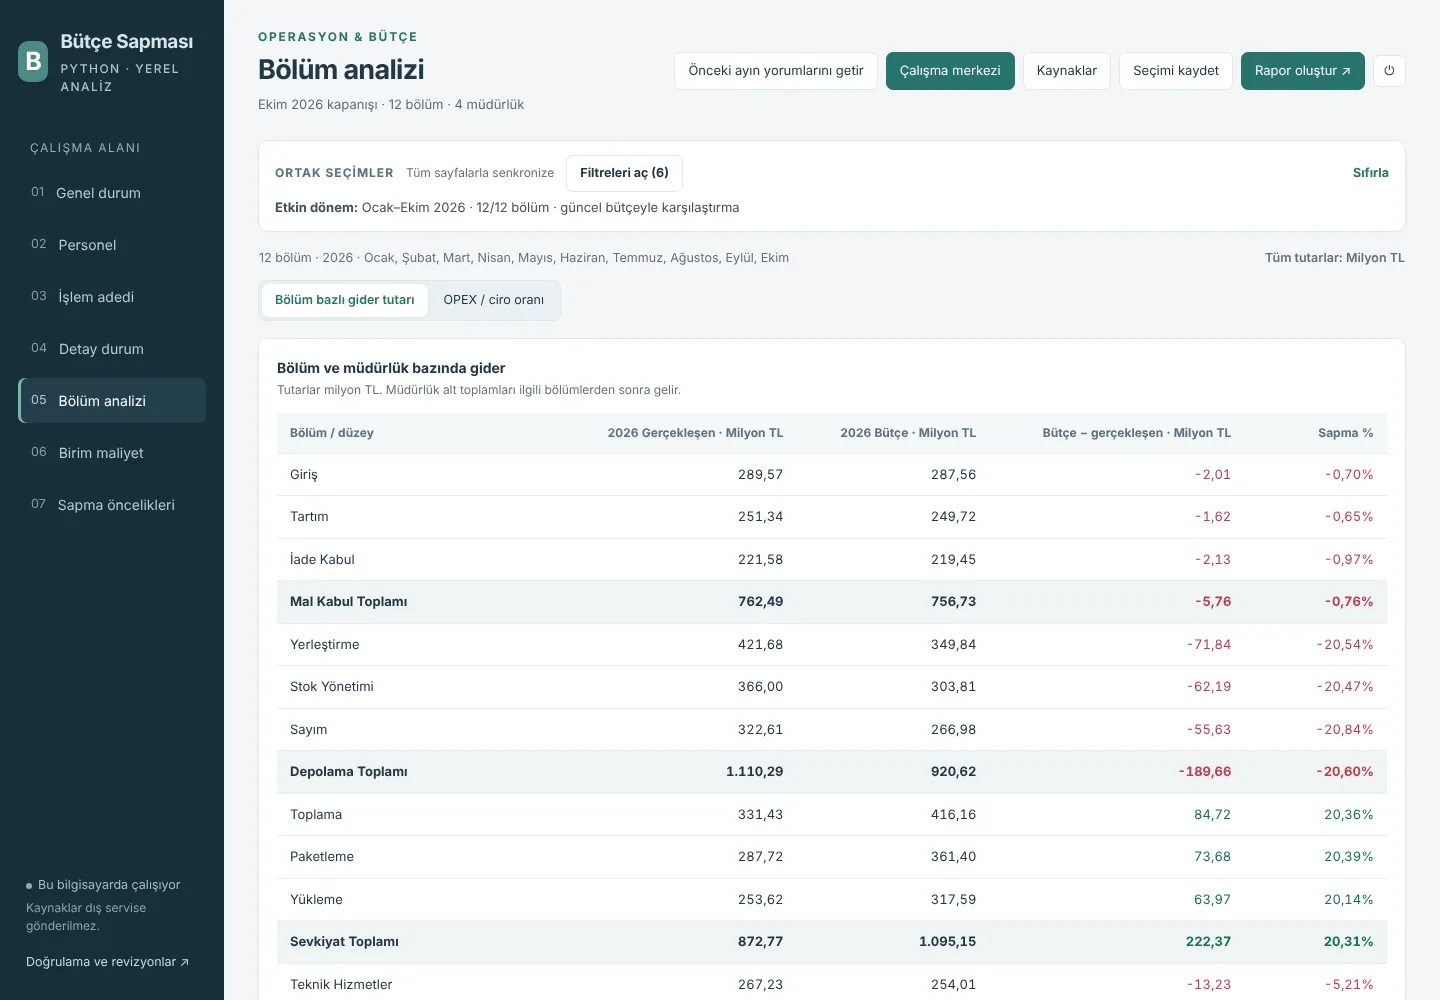 B
Bütçe Sapması
PYTHON · YEREL
ANALİZ
ÇALIŞMA ALANI
01 Genel durum
02 Personel
03 İşlem adedi
04 Detay durum
05 Bölüm analizi
06 Birim maliyet
07 Sapma öncelikleri
Bu bilgisayarda çalışıyor
Kaynaklar dış servise
gönderilmez.
Doğrulama ve revizyonlar ↗
OPERASYON & BÜTÇE
Bölüm analizi
Ekim 2026 kapanışı · 12 bölüm · 4 müdürlük
Önceki ayın yorumlarını getir
Çalışma merkezi
Kaynaklar
Seçimi kaydet
Rapor oluştur ↗
ORTAK SEÇİMLER Tüm sayfalarla senkronize Filtreleri aç (6) Sıfırla
Etkin dönem: Ocak–Ekim 2026 · 12/12 bölüm · güncel bütçeyle karşılaştırma
12 bölüm · 2026 · Ocak, Şubat, Mart, Nisan, Mayıs, Haziran, Temmuz, Ağustos, Eylül, Ekim Tüm tutarlar: Milyon TL
Bölüm bazlı gider tutarı OPEX / ciro oranı
Bölüm ve müdürlük bazında gider
Tutarlar milyon TL. Müdürlük alt toplamları ilgili bölümlerden sonra gelir.
Bölüm / düzey 2026 Gerçekleşen · Milyon TL 2026 Bütçe · Milyon TL Bütçe − gerçekleşen · Milyon TL Sapma %
Giriş 289,57 287,56 -2,01 -0,70%
Tartım 251,34 249,72 -1,62 -0,65%
İade Kabul 221,58 219,45 -2,13 -0,97%
Mal Kabul Toplamı 762,49 756,73 -5,76 -0,76%
Yerleştirme 421,68 349,84 -71,84 -20,54%
Stok Yönetimi 366,00 303,81 -62,19 -20,47%
Sayım 322,61 266,98 -55,63 -20,84%
Depolama Toplamı 1.110,29 920,62 -189,66 -20,60%
Toplama 331,43 416,16 84,72 20,36%
Paketleme 287,72 361,40 73,68 20,39%
Yükleme 253,62 317,59 63,97 20,14%
Sevkiyat Toplamı 872,77 1.095,15 222,37 20,31%
Teknik Hizmetler 267,23 254,01 -13,23 -5,21%